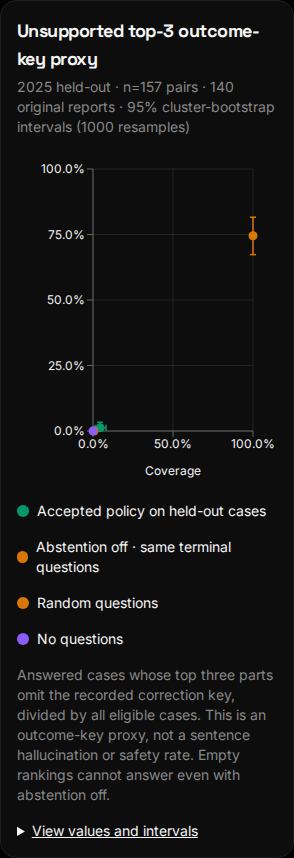 Unsupported top-3 outcome-
key proxy
2025 held-out · n=157 pairs · 140
original reports · 95% cluster-bootstrap
intervals (1000 resamples)
100.0%
75.0%
50.0%
25.0%
0.0%
0.0% 50.0% 100.0%
Coverage
Accepted policy on held-out cases
Abstention off · same terminal
questions
Random questions
No questions
Answered cases whose top three parts
omit the recorded correction key,
divided by all eligible cases. This is an
outcome-key proxy, not a sentence
hallucination or safety rate. Empty
rankings cannot answer even with
abstention off.
▶ View values and intervals